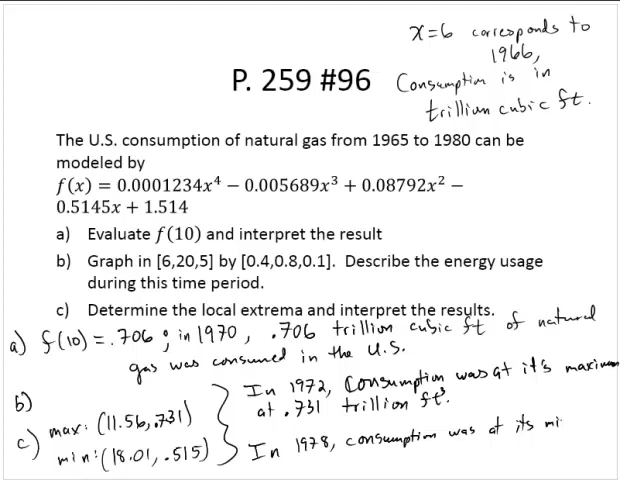 x=6 corresponds to
1966,
P. 259 #96
Consumption is in
trillion cubic ft.
The U.S. consumption of natural gas from 1965 to 1980 can be
modeled by
f(x) = 0.0001234x⁴ − 0.005689x³ + 0.08792x² −
0.5145x + 1.514
a) Evaluate f(10) and interpret the result
b) Graph in [6,20,5] by [0.4,0.8,0.1]. Describe the energy usage
during this time period.
c) Determine the local extrema and interpret the results.
a) f(10) = .706 ; in 1970, .706 trillion cubic ft of natural
gas was consumed in the U.S.
b)
c) max: (11.56, .731)
min: (18.01, .515)
In 1972, Consumption was at it's maximum
at .731 trillion ft³.
In 1978, consumption was at its mi